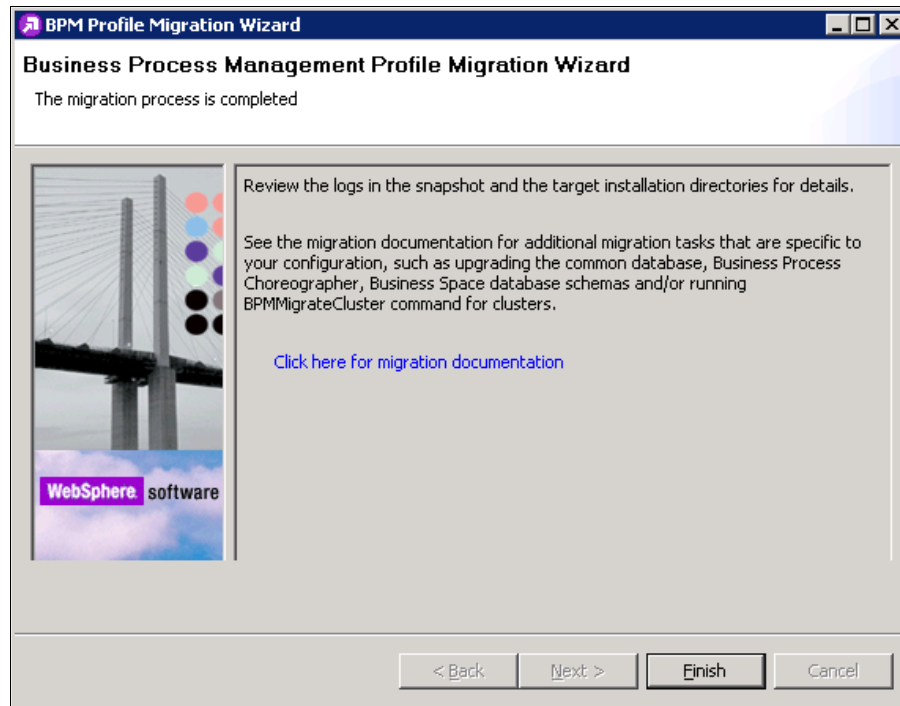 BPM Profile Migration Wizard
Business Process Management Profile Migration Wizard
The migration process is completed
Review the logs in the snapshot and the target installation directories for details.
See the migration documentation for additional migration tasks that are specific to
your configuration, such as upgrading the common database, Business Process
Choreographer, Business Space database schemas and/or running
BPMMigrateCluster command for clusters.
Click here for migration documentation
WebSphere. software
< Back
Next >
Finish
Cancel